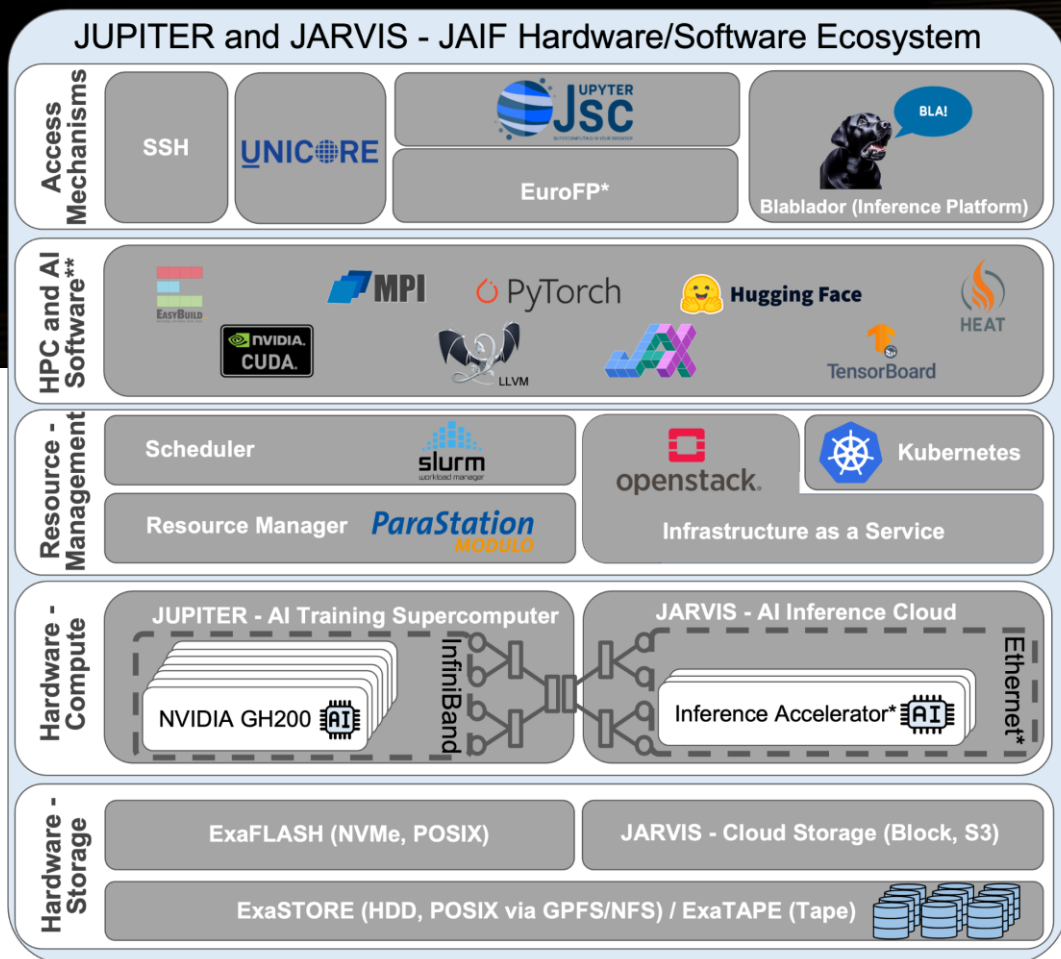 JUPITER and JARVIS - JAIF Hardware/Software Ecosystem
Access
Mechanisms
SSH
UNICORE
JUPYTER
JSC
EuroFP*
BLA!
Blablador (Inference Platform)
HPC and AI
Software**
EASYBUILD
MPI
PyTorch
Hugging Face
HEAT
NVIDIA.
CUDA.
LLVM
JAX
TensorBoard
Resource -
Management
Scheduler
slurm
workload manager
Resource Manager
ParaStation
MODULO
openstack.
Kubernetes
Infrastructure as a Service
Hardware -
Compute
JUPITER - AI Training Supercomputer
NVIDIA GH200
AI
InfiniBand
JARVIS - AI Inference Cloud
Inference Accelerator*
AI
Ethernet*
Hardware -
Storage
ExaFLASH (NVMe, POSIX)
JARVIS - Cloud Storage (Block, S3)
ExaSTORE (HDD, POSIX via GPFS/NFS) / ExaTAPE (Tape)